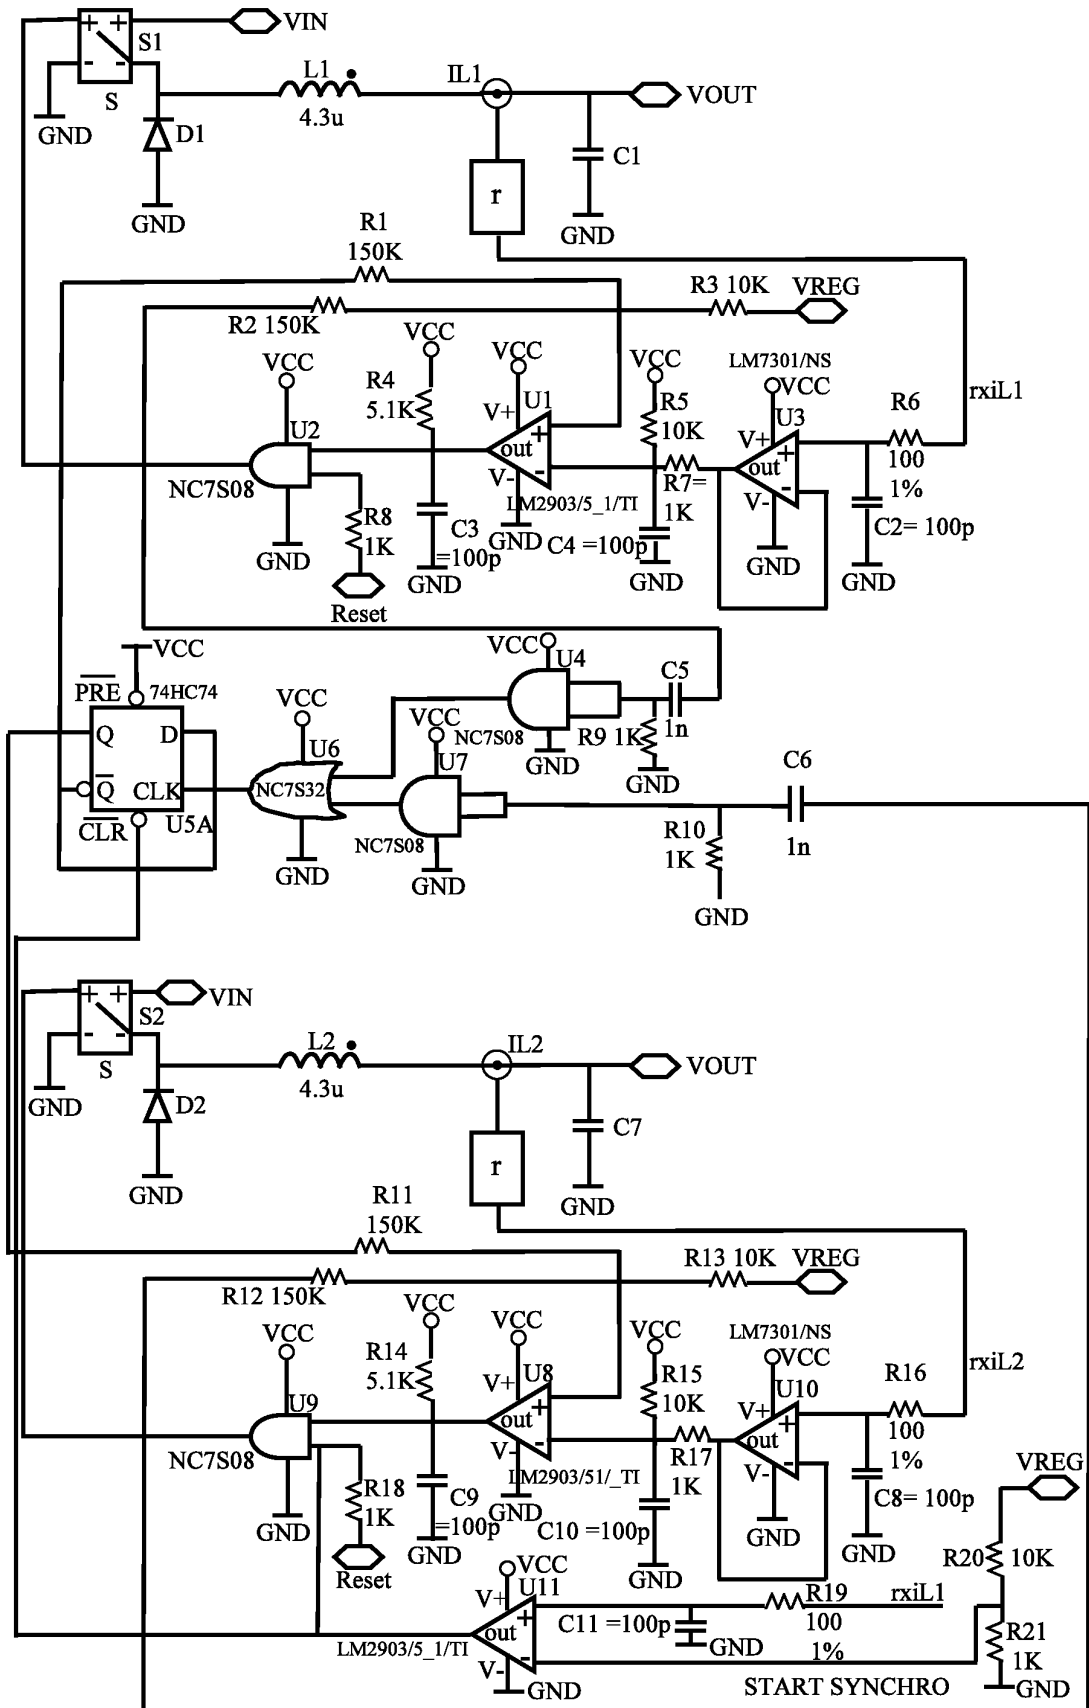 + +
- -
S1
S
VIN
GND
L1
4.3u
IL1
VOUT
D1
GND
r
C1
GND
R1
150K
R2 150K
R3 10K
VREG
VCC
VCC
VCC
VCC
LM7301/NS
VCC
rxiL1
R4
5.1K
U1
V+
+
out
-
V-
LM2903/5_1/TI
GND
U2
NC7S08
GND
R8
1K
Reset
C3
=100p
GND
R5
10K
R7=
1K
C4 =100p
GND
U3
V+
+
out
-
V-
GND
R6
100
1%
C2= 100p
GND
VCC
PRE
74HC74
Q
D
Q
CLK
CLR
U5A
VCC
U6
NC7S32
GND
VCC
U4
NC7S08
GND
R9 1K
C5
1n
GND
VCC
U7
NC7S08
GND
R10
1K
GND
C6
1n
+ +
- -
S2
S
VIN
GND
L2
4.3u
IL2
VOUT
D2
GND
r
C7
GND
R11
150K
R12 150K
R13 10K
VREG
VCC
VCC
VCC
VCC
LM7301/NS
VCC
rxiL2
R14
5.1K
U8
V+
+
out
-
V-
LM2903/51/_TI
GND
U9
NC7S08
GND
R18
1K
Reset
C9
=100p
GND
R15
10K
R17
1K
C10 =100p
GND
U10
V+
+
out
-
V-
GND
R16
100
1%
C8= 100p
GND
VREG
R20
10K
R21
1K
GND
VCC
U11
V+
+
out
-
V-
LM2903/5_1/TI
GND
C11 =100p
GND
R19
100
1%
rxiL1
START SYNCHRO